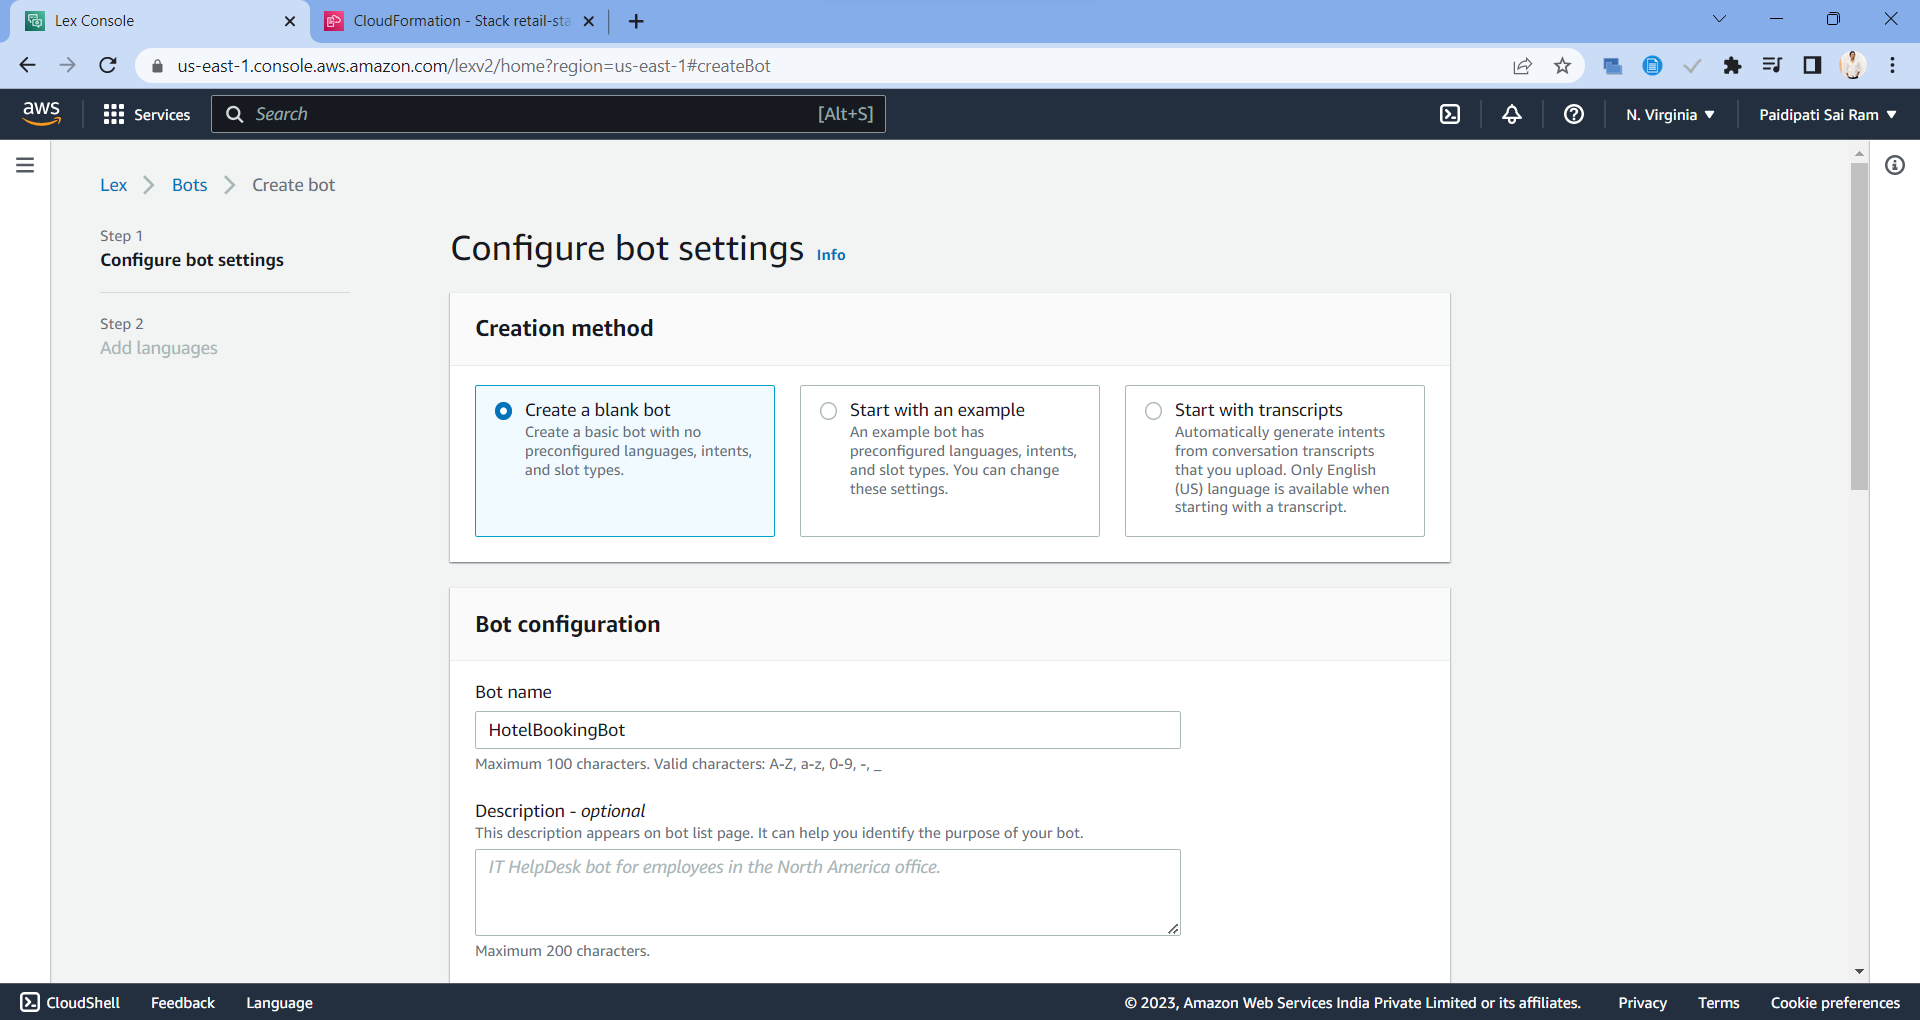 Lex Console
CloudFormation - Stack retail-sta
us-east-1.console.aws.amazon.com/lexv2/home?region=us-east-1#createBot
aws
Services
Search
[Alt+S]
N. Virginia
Paidipati Sai Ram
Lex
Bots
Create bot
Step 1
Configure bot settings
Step 2
Add languages
Configure bot settings
Info
Creation method
Create a blank bot
Create a basic bot with no
preconfigured languages, intents,
and slot types.
Start with an example
An example bot has
preconfigured languages, intents,
and slot types. You can change
these settings.
Start with transcripts
Automatically generate intents
from conversation transcripts
that you upload. Only English
(US) language is available when
starting with a transcript.
Bot configuration
Bot name
HotelBookingBot
Maximum 100 characters. Valid characters: A-Z, a-z, 0-9, -, _
Description - optional
This description appears on bot list page. It can help you identify the purpose of your bot.
IT HelpDesk bot for employees in the North America office.
Maximum 200 characters.
CloudShell
Feedback
Language
© 2023, Amazon Web Services India Private Limited or its affiliates.
Privacy
Terms
Cookie preferences